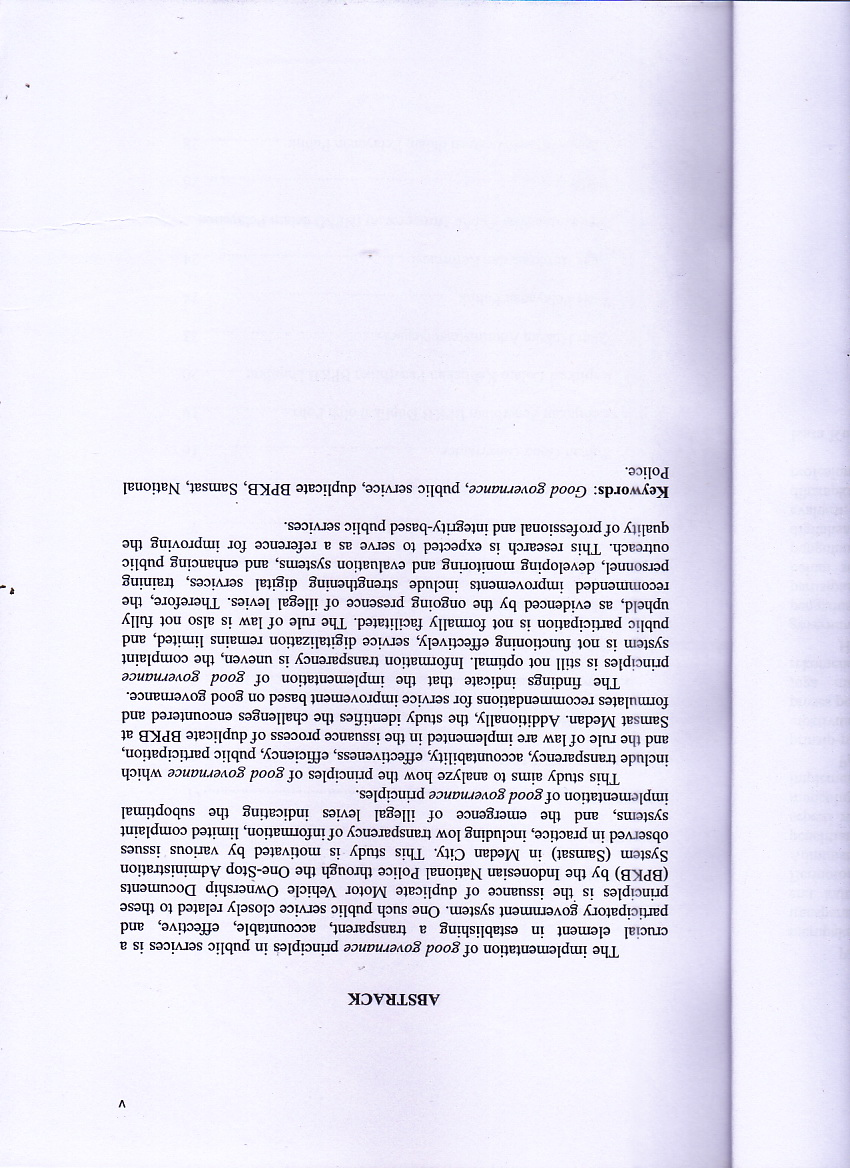 v
ABSTRACK
The implementation of good governance principles in public services is a
crucial element in establishing a transparent, accountable, effective, and
participatory government system. One such public service closely related to these
principles is the issuance of duplicate Motor Vehicle Ownership Documents
(BPKB) by the Indonesian National Police through the One-Stop Administration
System (Samsat) in Medan City. This study is motivated by various issues
observed in practice, including low transparency of information, limited complaint
systems, and the emergence of illegal levies indicating the suboptimal
implementation of good governance principles.
This study aims to analyze how the principles of good governance which
include transparency, accountability, effectiveness, efficiency, public participation,
and the rule of law are implemented in the issuance process of duplicate BPKB at
Samsat Medan. Additionally, the study identifies the challenges encountered and
formulates recommendations for service improvement based on good governance.
The findings indicate that the implementation of good governance
principles is still not optimal. Information transparency is uneven, the complaint
system is not functioning effectively, service digitalization remains limited, and
public participation is not formally facilitated. The rule of law is also not fully
upheld, as evidenced by the ongoing presence of illegal levies. Therefore, the
recommended improvements include strengthening digital services, training
personnel, developing monitoring and evaluation systems, and enhancing public
outreach. This research is expected to serve as a reference for improving the
quality of professional and integrity-based public services.
Keywords: Good governance, public service, duplicate BPKB, Samsat, National
Police.